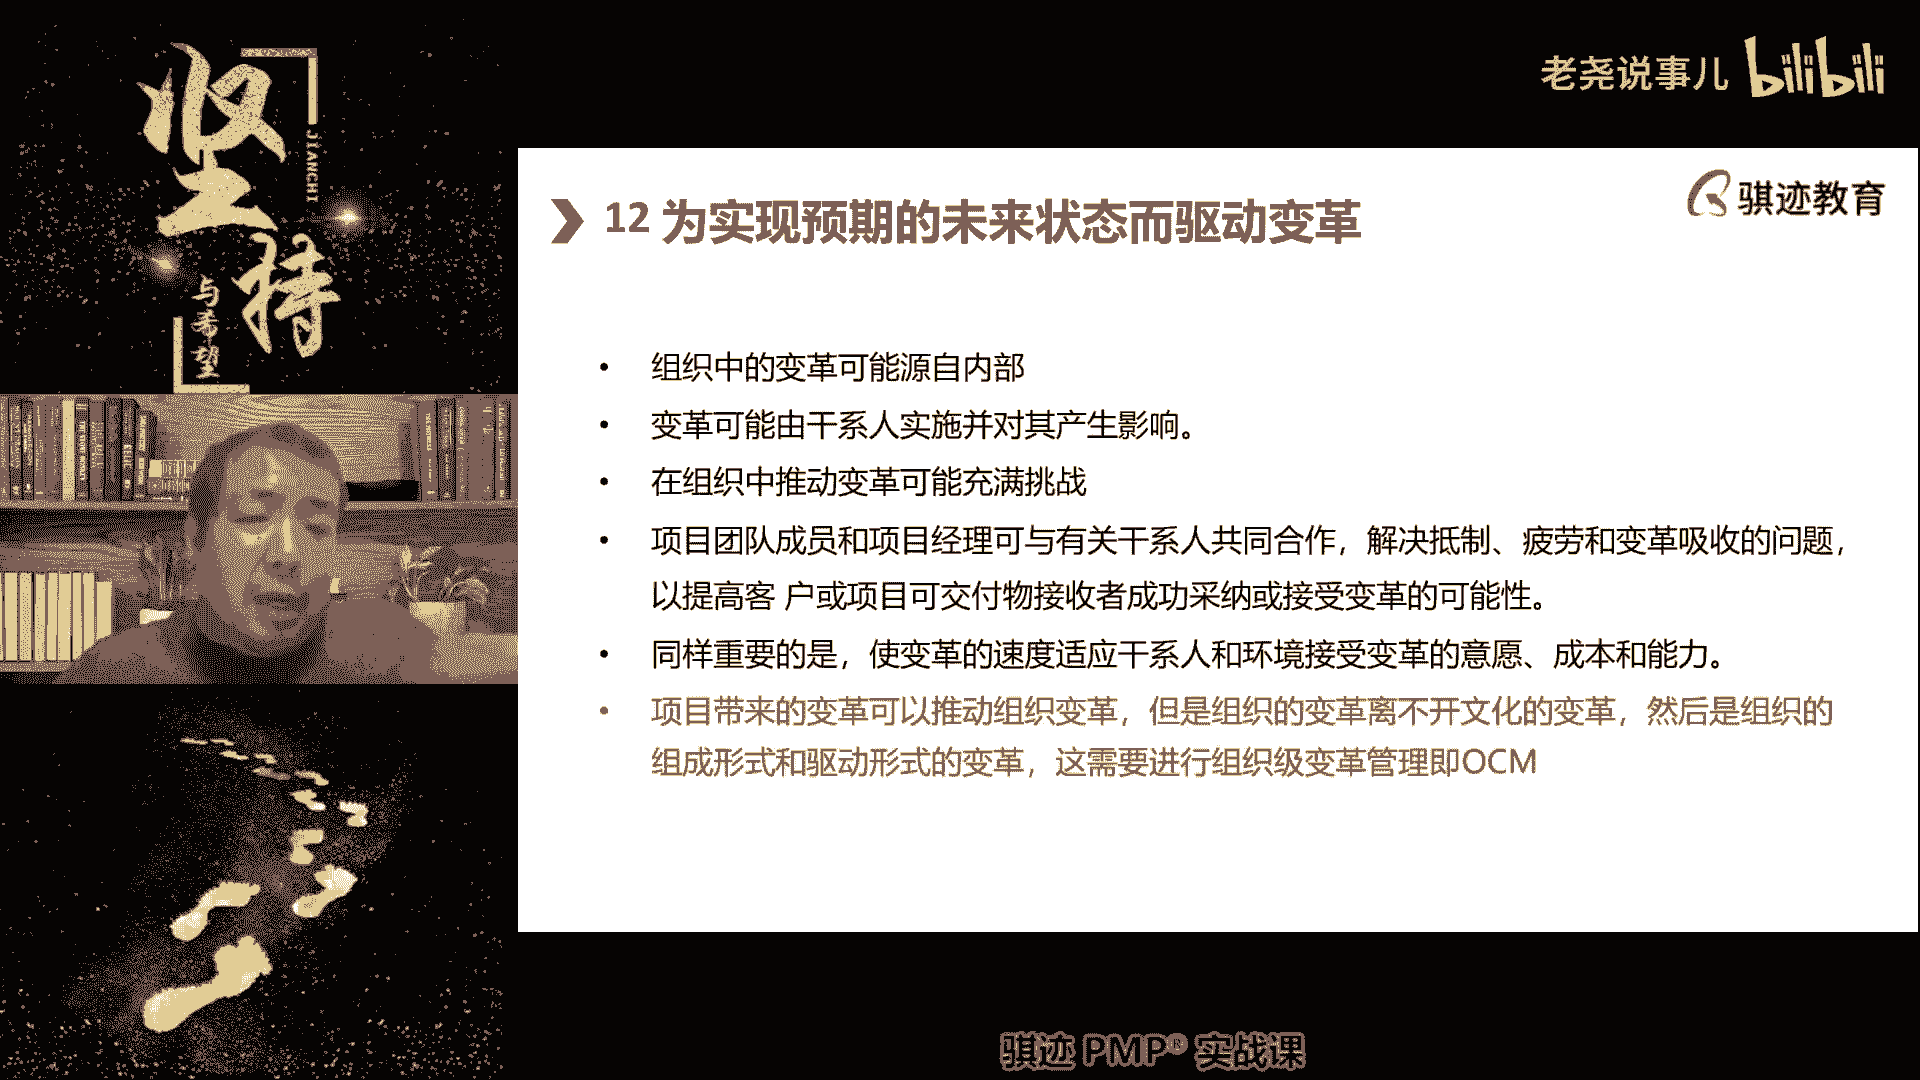 坚持
JIANCHI
与希望
老尧说事儿 bilibili
骐迹教育
12 为实现预期的未来状态而驱动变革
• 组织中的变革可能源自内部
• 变革可能由干系人实施并对其产生影响。
• 在组织中推动变革可能充满挑战
• 项目团队成员和项目经理可与有关干系人共同合作，解决抵制、疲劳和变革吸收的问题，
以提高客 户或项目可交付物接收者成功采纳或接受变革的可能性。
• 同样重要的是，使变革的速度适应干系人和环境接受变革的意愿、成本和能力。
• 项目带来的变革可以推动组织变革，但是组织的变革离不开文化的变革，然后是组织的
组成形式和驱动形式的变革，这需要进行组织级变革管理即OCM
骐迹 PMP® 实战课